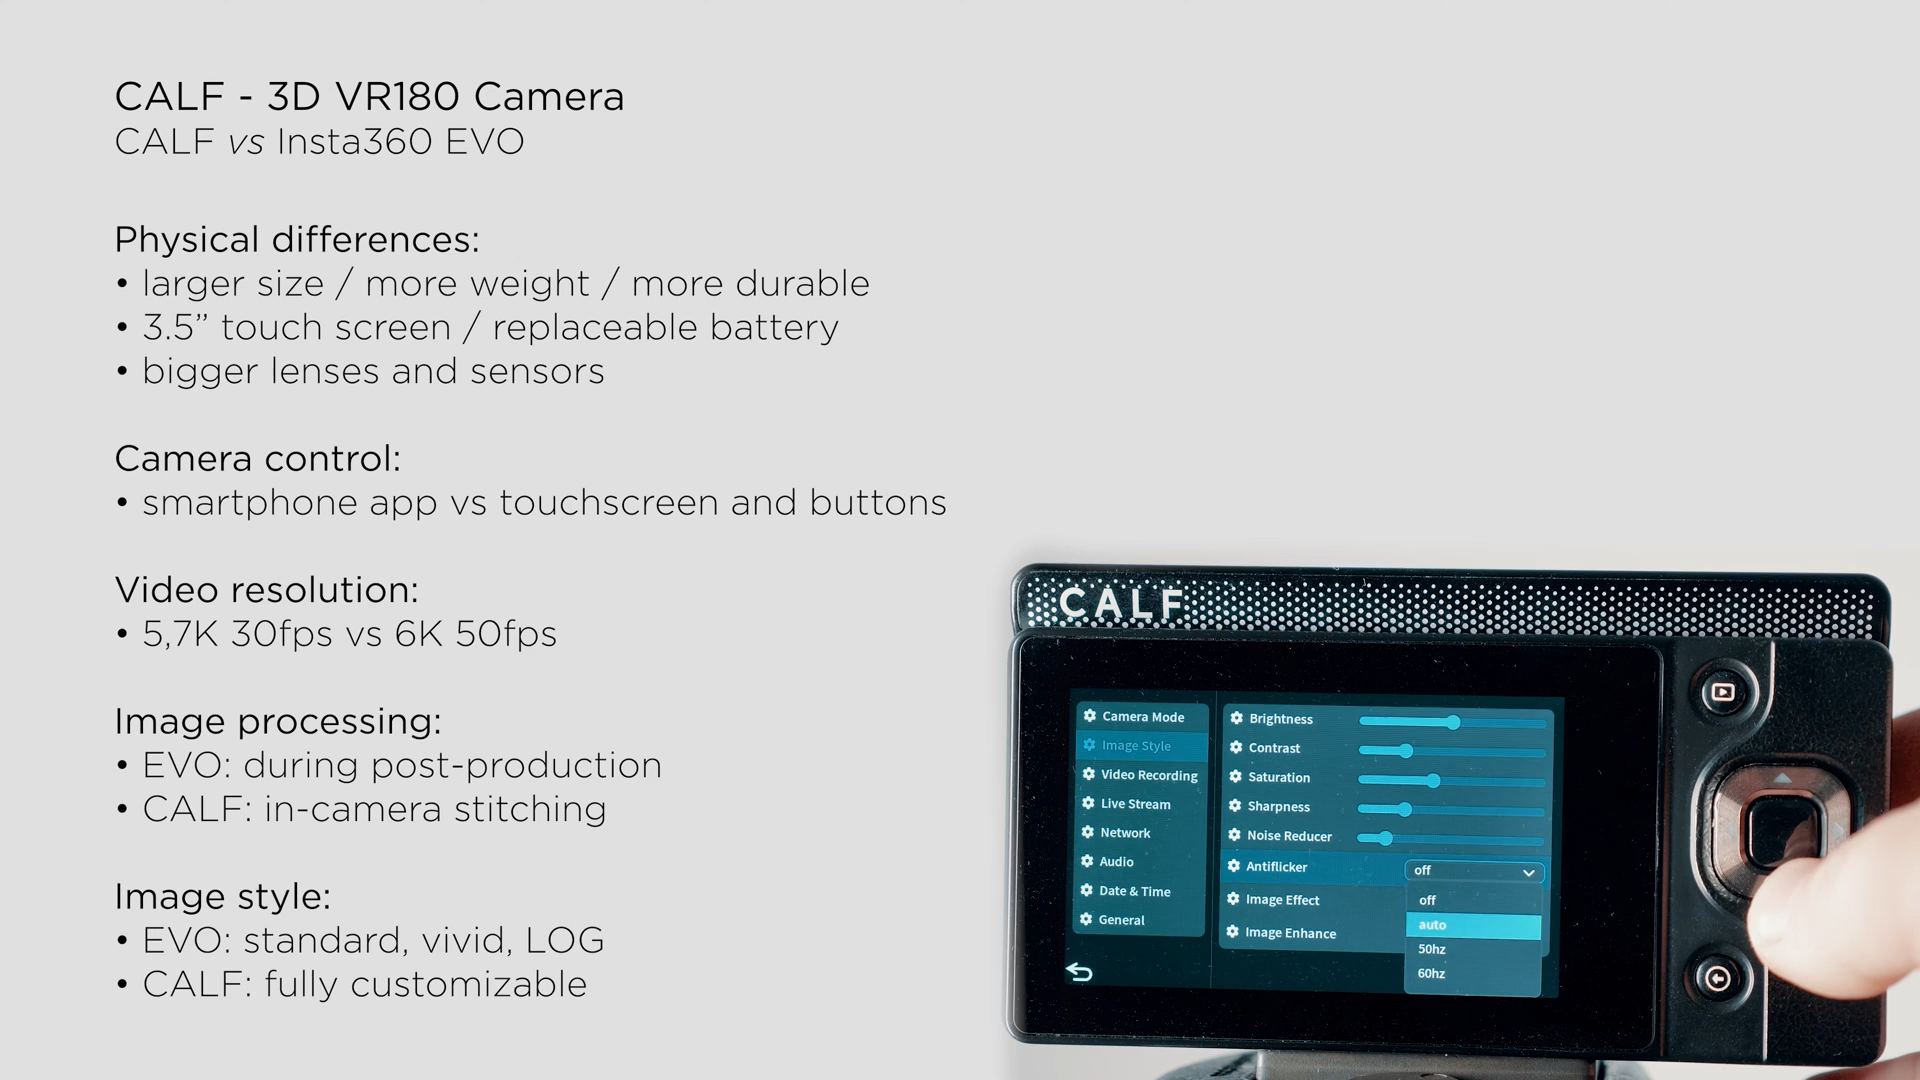 CALF - 3D VR180 Camera
CALF vs Insta360 EVO
Physical differences:
• larger size / more weight / more durable
• 3.5” touch screen / replaceable battery
• bigger lenses and sensors
Camera control:
• smartphone app vs touchscreen and buttons
Video resolution:
• 5,7K 30fps vs 6K 50fps
Image processing:
• EVO: during post-production
• CALF: in-camera stitching
Image style:
• EVO: standard, vivid, LOG
• CALF: fully customizable
CALF
Camera Mode
Image Style
Video Recording
Live Stream
Network
Audio
Date & Time
General
Brightness
Contrast
Saturation
Sharpness
Noise Reducer
Antiflicker
off
Image Effect
Image Enhance
off
auto
50hz
60hz